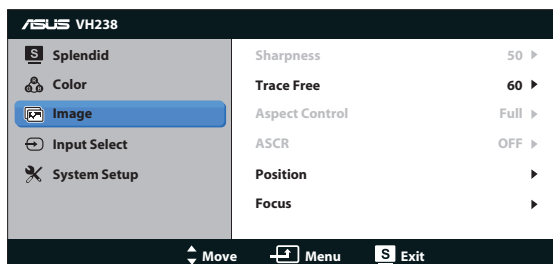 ASUS VH238
S Splendid
Color
Image
Input Select
System Setup
Sharpness 50
Trace Free 60
Aspect Control Full
ASCR OFF
Position
Focus
Move Menu S Exit